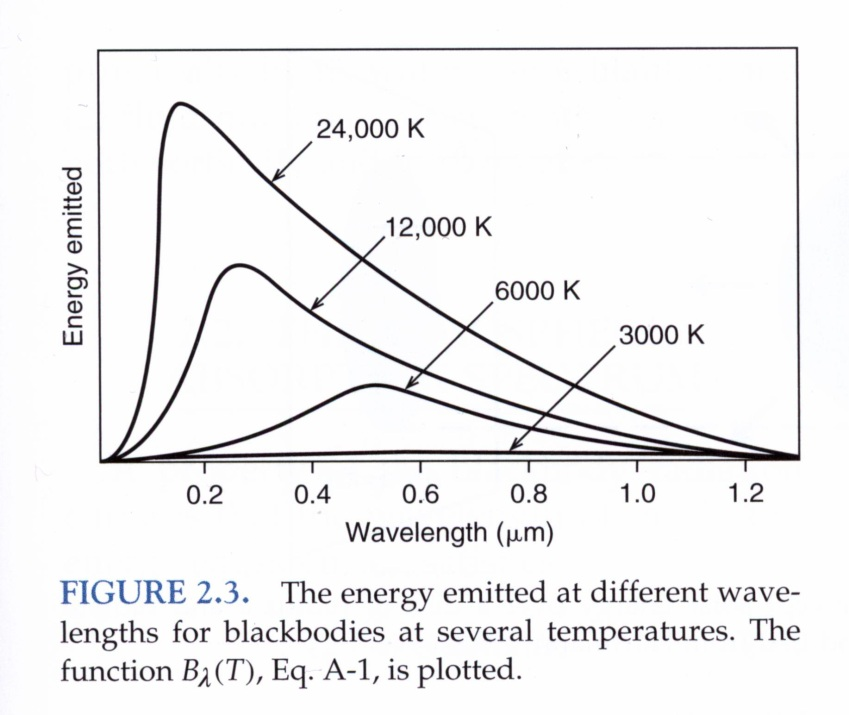 24,000 K
12,000 K
6000 K
3000 K
Energy emitted
0.2 0.4 0.6 0.8 1.0 1.2
Wavelength (μm)
FIGURE 2.3. The energy emitted at different wave-
lengths for blackbodies at several temperatures. The
function Bλ(T), Eq. A-1, is plotted.